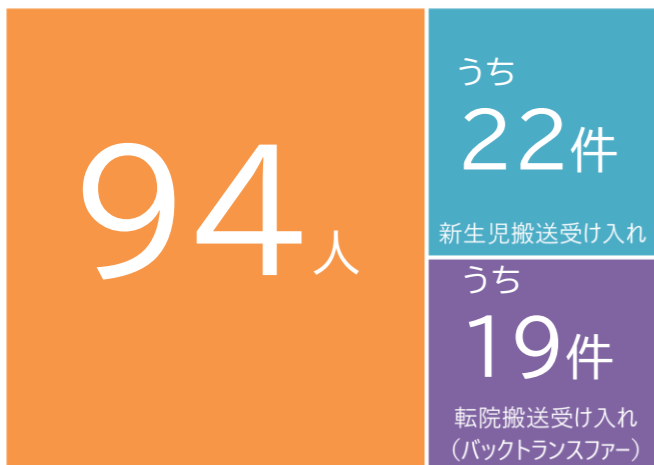 94人
うち
22件
新生児搬送受け入れ
うち
19件
転院搬送受け入れ
（バックトランスファー）